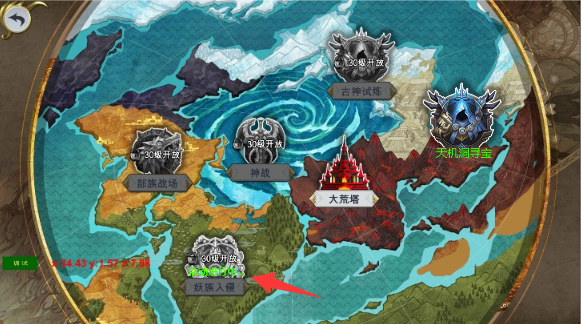 30级开放
古神试炼
天机洞寻宝
30级开放
部族战场
30级开放
神战
大荒塔
30级开放
妖族入侵
调试